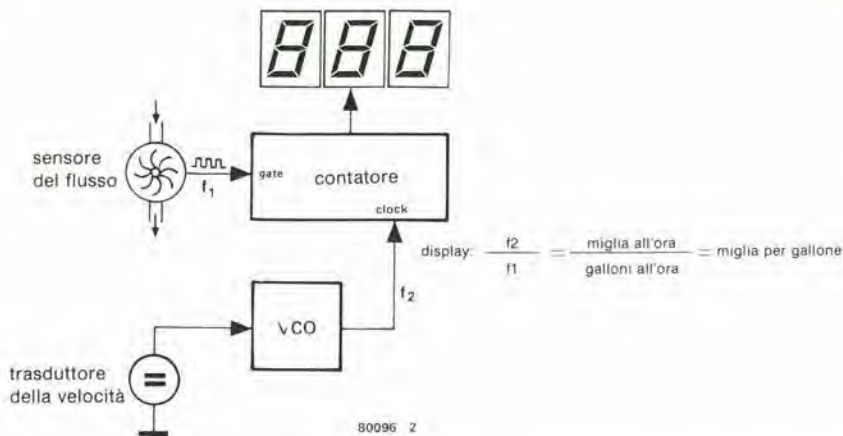 888
sensore
del flusso
f1
gate
contatore
clock
display: f2 / f1 = miglia all'ora / galloni all'ora = miglia per gallone
f2
VCO
trasduttore
della velocità
=
80096 2